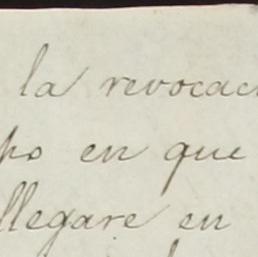 la revocac
po en que
llegare en